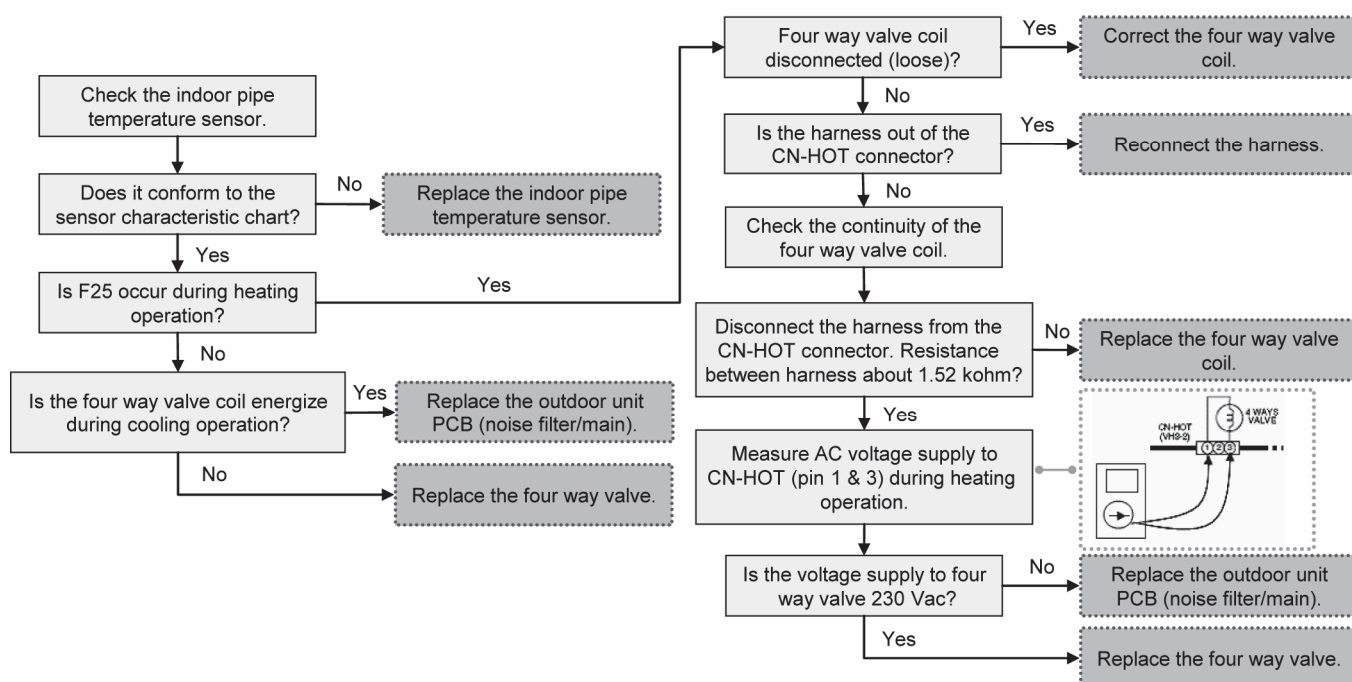 Check the indoor pipe
temperature sensor.
Does it conform to the
sensor characteristic chart?
No
Replace the indoor pipe
temperature sensor.
Yes
Is F25 occur during heating
operation?
Yes
No
Is the four way valve coil energize
during cooling operation?
Yes
Replace the outdoor unit
PCB (noise filter/main).
No
Replace the four way valve.
Four way valve coil
disconnected (loose)?
Yes
Correct the four way valve
coil.
No
Is the harness out of the
CN-HOT connector?
Yes
Reconnect the harness.
No
Check the continuity of the
four way valve coil.
Disconnect the harness from the
CN-HOT connector. Resistance
between harness about 1.52 kohm?
No
Replace the four way valve
coil.
Yes
Measure AC voltage supply to
CN-HOT (pin 1 & 3) during heating
operation.
4 WAYS
VALVE
CN-HOT
(VH3-2)
1 2 3
Is the voltage supply to four
way valve 230 Vac?
No
Replace the outdoor unit
PCB (noise filter/main).
Yes
Replace the four way valve.